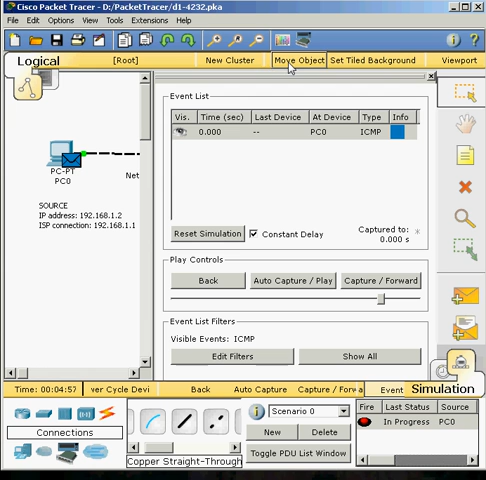 Cisco Packet Tracer - D:/PacketTracer/d1-4232.pka
File Edit Options View Tools Extensions Help
Logical [Root] New Cluster Move Object Set Tiled Background Viewport
Event List
Vis. Time (sec) Last Device At Device Type Info
0.000 -- PC0 ICMP
PC-PT
PC0
Net
SOURCE
IP address: 192.168.1.2
ISP connection: 192.168.1.1
Reset Simulation Constant Delay Captured to: *
0.000 s
Play Controls
Back Auto Capture / Play Capture / Forward
Event List Filters
Visible Events: ICMP
Edit Filters Show All
Time: 00:04:57 ver Cycle Devi Back Auto Capture Capture / Forwa Event Simulation
Connections
Copper Straight-Through
Scenario 0
New Delete
Toggle PDU List Window
Fire Last Status Source
In Progress PC0